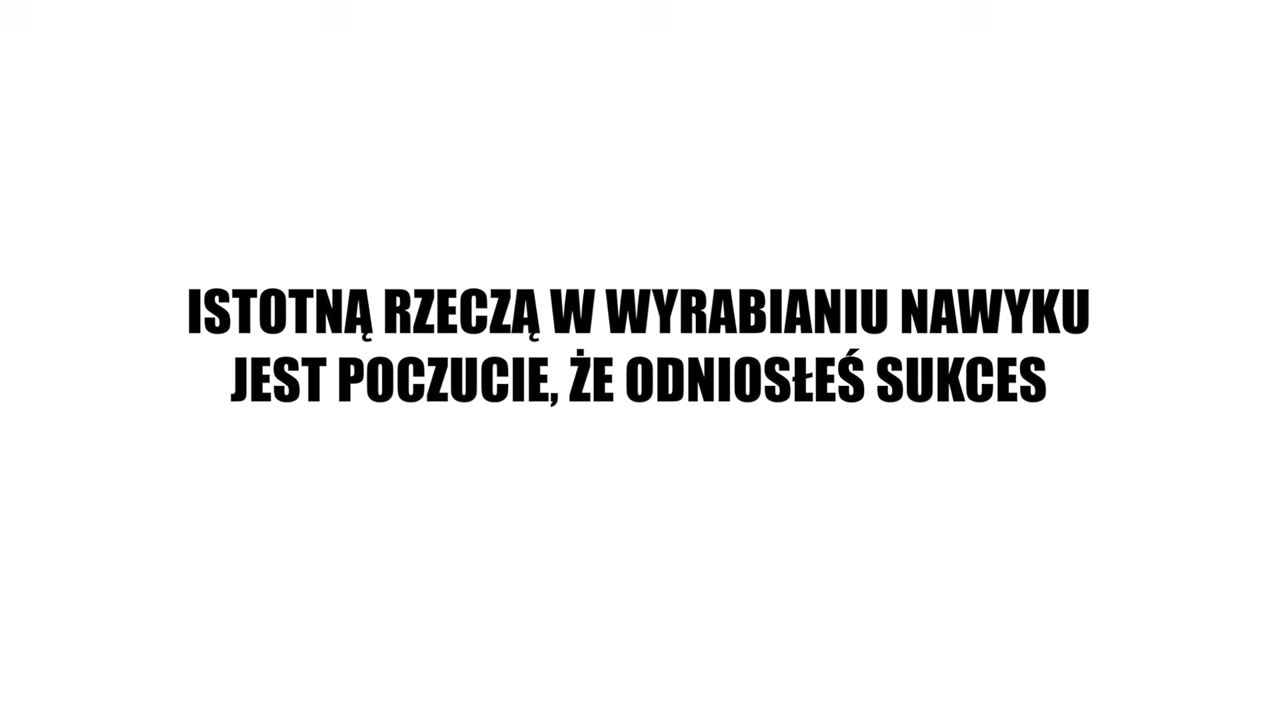 ISTOTNĄ RZECZĄ W WYRABIANIU NAWYKU
JEST POCZUCIE, ŻE ODNIOSŁEŚ SUKCES